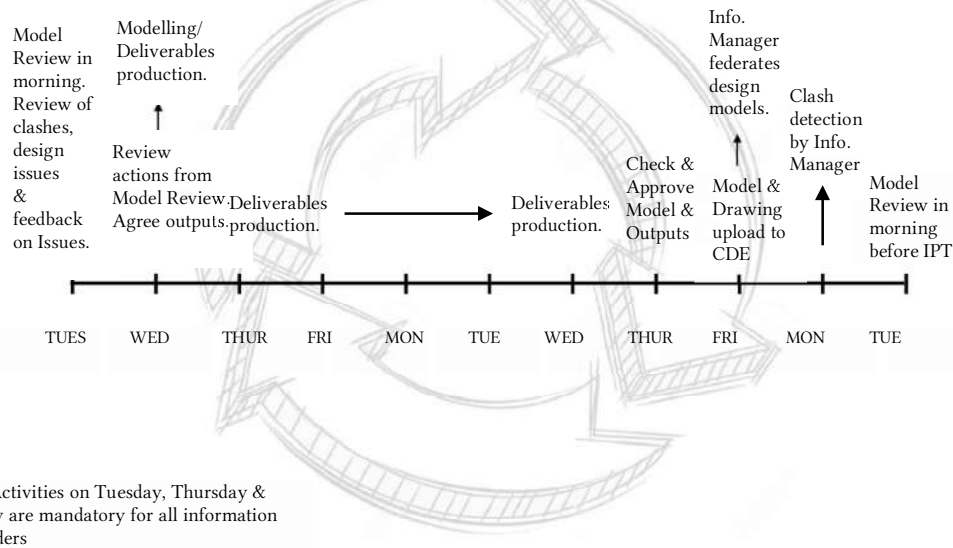 Model
Review in
morning.
Review of
clashes,
design
issues
&
feedback
on Issues.
Modelling/
Deliverables
production.
Review
actions from
Model Review.
Agree outputs.
Deliverables
production.
Deliverables
production.
Check &
Approve
Model &
Outputs
Info.
Manager
federates
design
models.
Model &
Drawing
upload to
CDE
Clash
detection
by Info.
Manager
Model
Review in
morning
before IPT
TUES WED THUR FRI MON TUE WED THUR FRI MON TUE
on Tuesday, Thursday &
are mandatory for all information